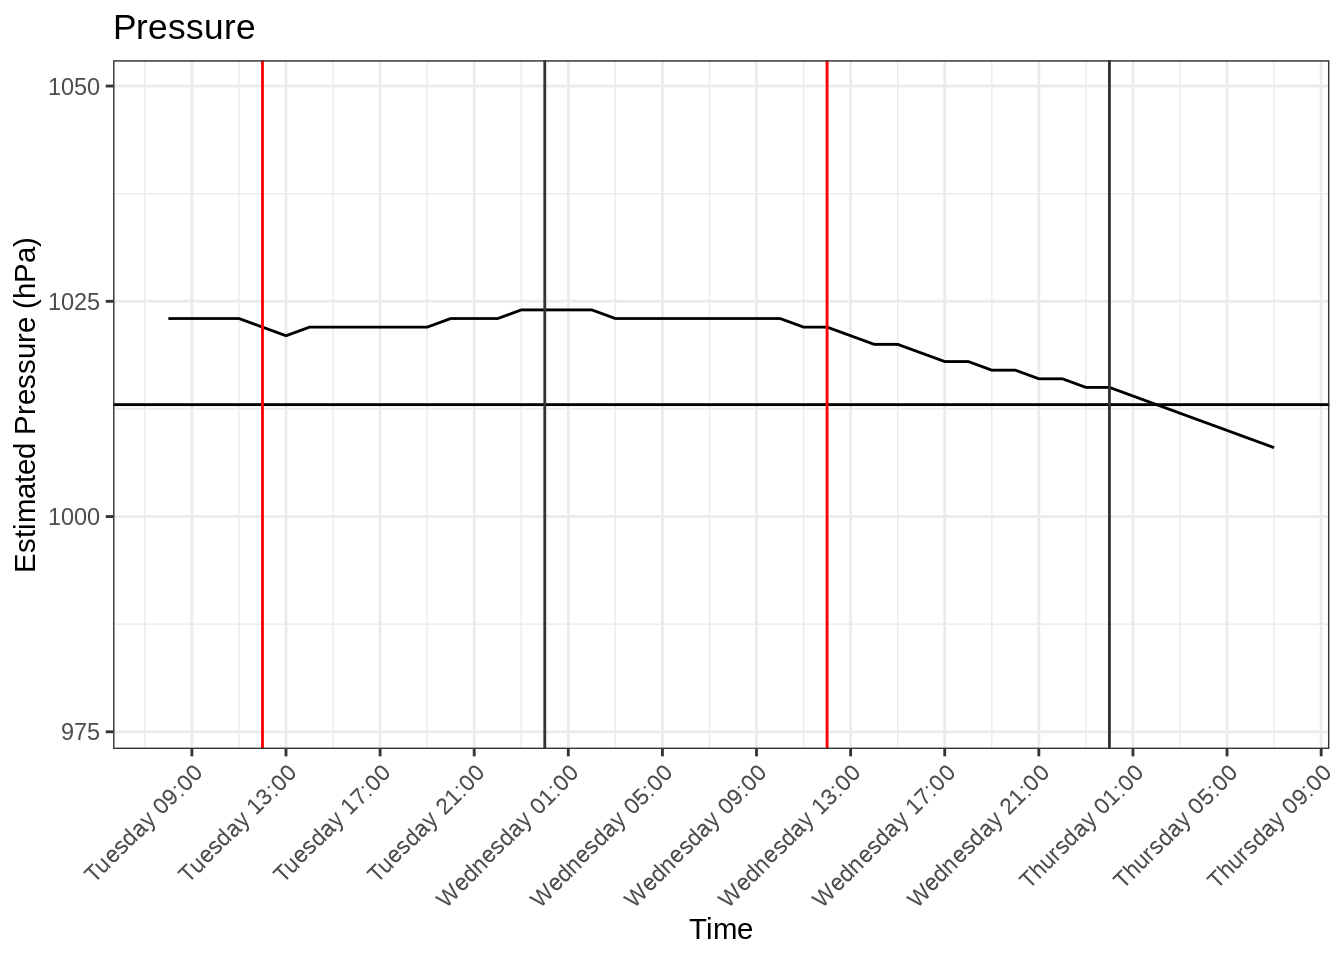 Pressure
Estimated Pressure (hPa)
1050
1025
1000
975
Tuesday 09:00
Tuesday 13:00
Tuesday 17:00
Tuesday 21:00
Wednesday 01:00
Wednesday 05:00
Wednesday 09:00
Wednesday 13:00
Wednesday 17:00
Wednesday 21:00
Thursday 01:00
Thursday 05:00
Thursday 09:00
Time